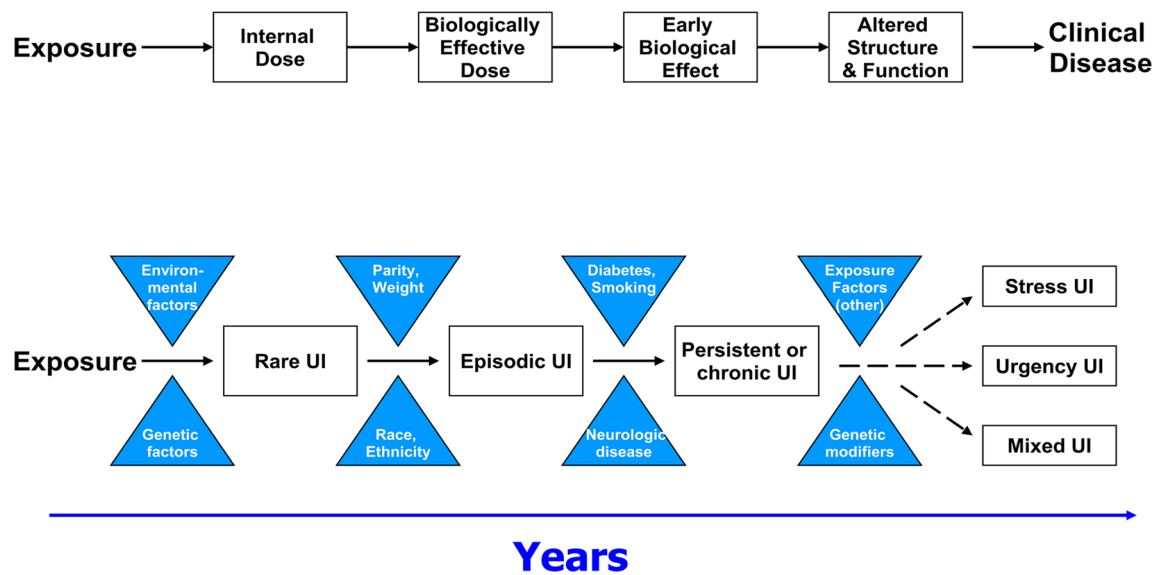 Exposure
Internal
Dose
Biologically
Effective
Dose
Early
Biological
Effect
Altered
Structure
& Function
Clinical
Disease
Environ-
mental
factors
Parity,
Weight
Diabetes,
Smoking
Exposure
Factors
(other)
Exposure
Rare UI
Episodic UI
Persistent or
chronic UI
Stress UI
Urgency UI
Mixed UI
Genetic
factors
Race,
Ethnicity
Neurologic
disease
Genetic
modifiers
Years